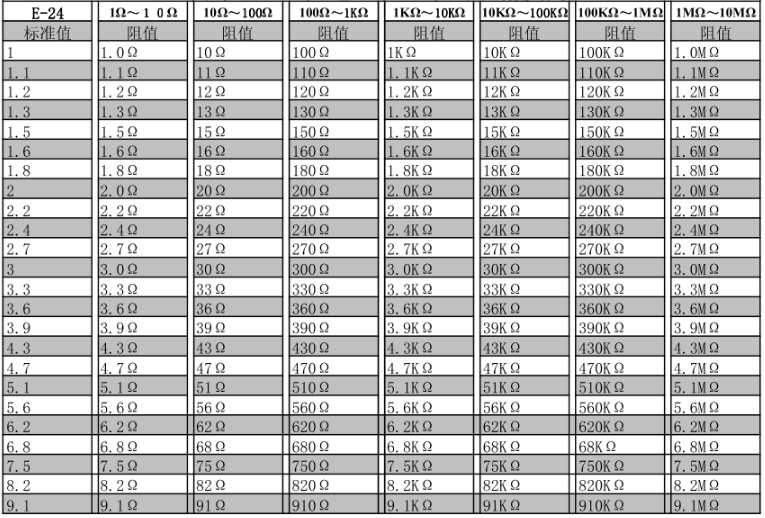 E-24 1Ω～１０Ω 10Ω～100Ω 100Ω～1KΩ 1KΩ～10KΩ 10KΩ～100KΩ 100KΩ～1MΩ 1MΩ～10MΩ
标准值 阻值 阻值 阻值 阻值 阻值 阻值 阻值
1 1.0Ω 10Ω 100Ω 1KΩ 10KΩ 100KΩ 1.0MΩ
1.1 1.1Ω 11Ω 110Ω 1.1KΩ 11KΩ 110KΩ 1.1MΩ
1.2 1.2Ω 12Ω 120Ω 1.2KΩ 12KΩ 120KΩ 1.2MΩ
1.3 1.3Ω 13Ω 130Ω 1.3KΩ 13KΩ 130KΩ 1.3MΩ
1.5 1.5Ω 15Ω 150Ω 1.5KΩ 15KΩ 150KΩ 1.5MΩ
1.6 1.6Ω 16Ω 160Ω 1.6KΩ 16KΩ 160KΩ 1.6MΩ
1.8 1.8Ω 18Ω 180Ω 1.8KΩ 18KΩ 180KΩ 1.8MΩ
2 2.0Ω 20Ω 200Ω 2.0KΩ 20KΩ 200KΩ 2.0MΩ
2.2 2.2Ω 22Ω 220Ω 2.2KΩ 22KΩ 220KΩ 2.2MΩ
2.4 2.4Ω 24Ω 240Ω 2.4KΩ 24KΩ 240KΩ 2.4MΩ
2.7 2.7Ω 27Ω 270Ω 2.7KΩ 27KΩ 270KΩ 2.7MΩ
3 3.0Ω 30Ω 300Ω 3.0KΩ 30KΩ 300KΩ 3.0MΩ
3.3 3.3Ω 33Ω 330Ω 3.3KΩ 33KΩ 330KΩ 3.3MΩ
3.6 3.6Ω 36Ω 360Ω 3.6KΩ 36KΩ 360KΩ 3.6MΩ
3.9 3.9Ω 39Ω 390Ω 3.9KΩ 39KΩ 390KΩ 3.9MΩ
4.3 4.3Ω 43Ω 430Ω 4.3KΩ 43KΩ 430KΩ 4.3MΩ
4.7 4.7Ω 47Ω 470Ω 4.7KΩ 47KΩ 470KΩ 4.7MΩ
5.1 5.1Ω 51Ω 510Ω 5.1KΩ 51KΩ 510KΩ 5.1MΩ
5.6 5.6Ω 56Ω 560Ω 5.6KΩ 56KΩ 560KΩ 5.6MΩ
6.2 6.2Ω 62Ω 620Ω 6.2KΩ 62KΩ 620KΩ 6.2MΩ
6.8 6.8Ω 68Ω 680Ω 6.8KΩ 68KΩ 68KΩ 6.8MΩ
7.5 7.5Ω 75Ω 750Ω 7.5KΩ 75KΩ 750KΩ 7.5MΩ
8.2 8.2Ω 82Ω 820Ω 8.2KΩ 82KΩ 820KΩ 8.2MΩ
9.1 9.1Ω 91Ω 910Ω 9.1KΩ 91KΩ 910KΩ 9.1MΩ